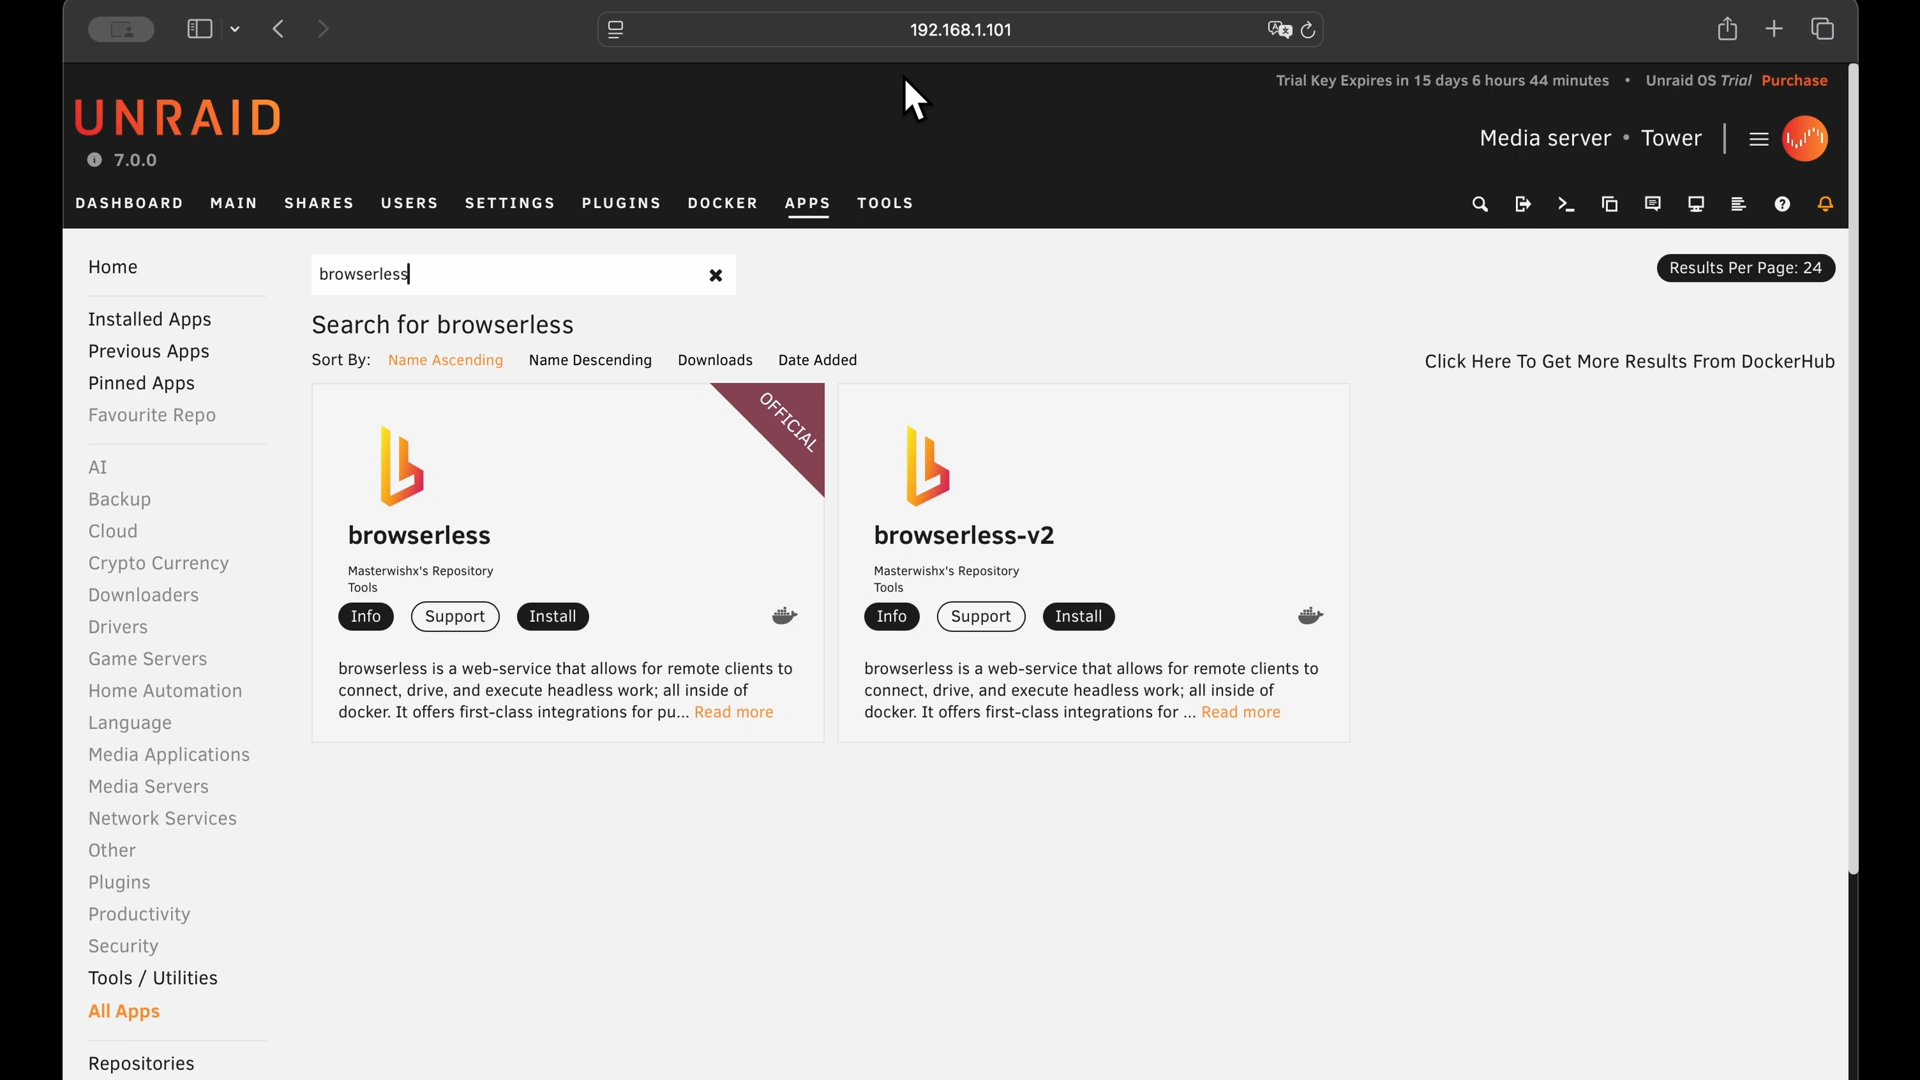 192.168.1.101
Trial Key Expires in 15 days 6 hours 44 minutes • Unraid OS Trial Purchase
UNRAID
7.0.0
Media server • Tower
DASHBOARD MAIN SHARES USERS SETTINGS PLUGINS DOCKER APPS TOOLS
Home
Installed Apps
Previous Apps
Pinned Apps
Favourite Repo
AI
Backup
Cloud
Crypto Currency
Downloaders
Drivers
Game Servers
Home Automation
Language
Media Applications
Media Servers
Network Services
Other
Plugins
Productivity
Security
Tools / Utilities
All Apps
Repositories
browserless
Results Per Page: 24
Search for browserless
Sort By: Name Ascending Name Descending Downloads Date Added
Click Here To Get More Results From DockerHub
OFFICIAL
browserless
Masterwishx's Repository
Tools
Info Support Install
browserless is a web-service that allows for remote clients to
connect, drive, and execute headless work; all inside of
docker. It offers first-class integrations for pu... Read more
browserless-v2
Masterwishx's Repository
Tools
Info Support Install
browserless is a web-service that allows for remote clients to
connect, drive, and execute headless work; all inside of
docker. It offers first-class integrations for ... Read more